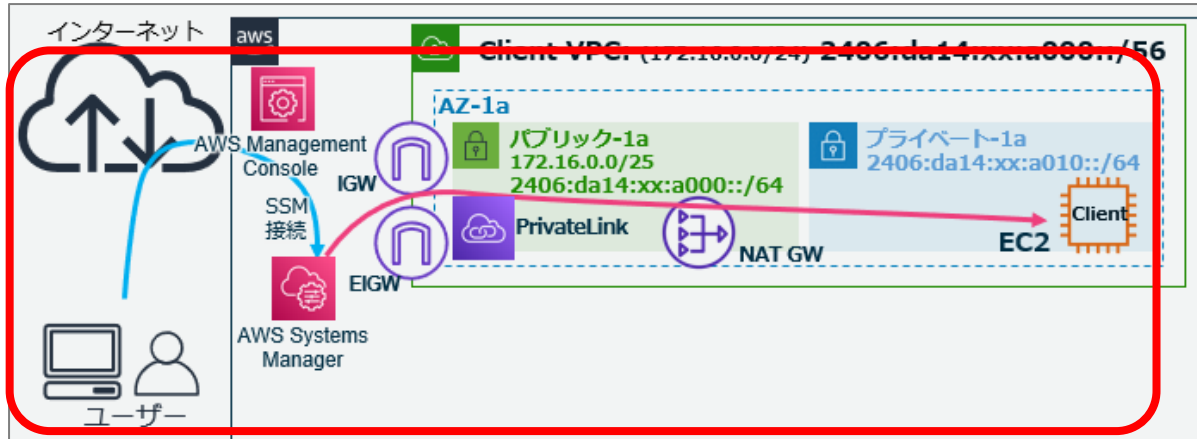 インターネット
aws
Client VPC: (172.16.0.0/24) 2406:da14:xx:a000::/56
AZ-1a
AWS Management
Console
IGW
パブリック-1a
172.16.0.0/25
2406:da14:xx:a000::/64
プライベート-1a
2406:da14:xx:a010::/64
SSM
接続
PrivateLink
NAT GW
Client
EC2
EIGW
AWS Systems
Manager
ユーザー